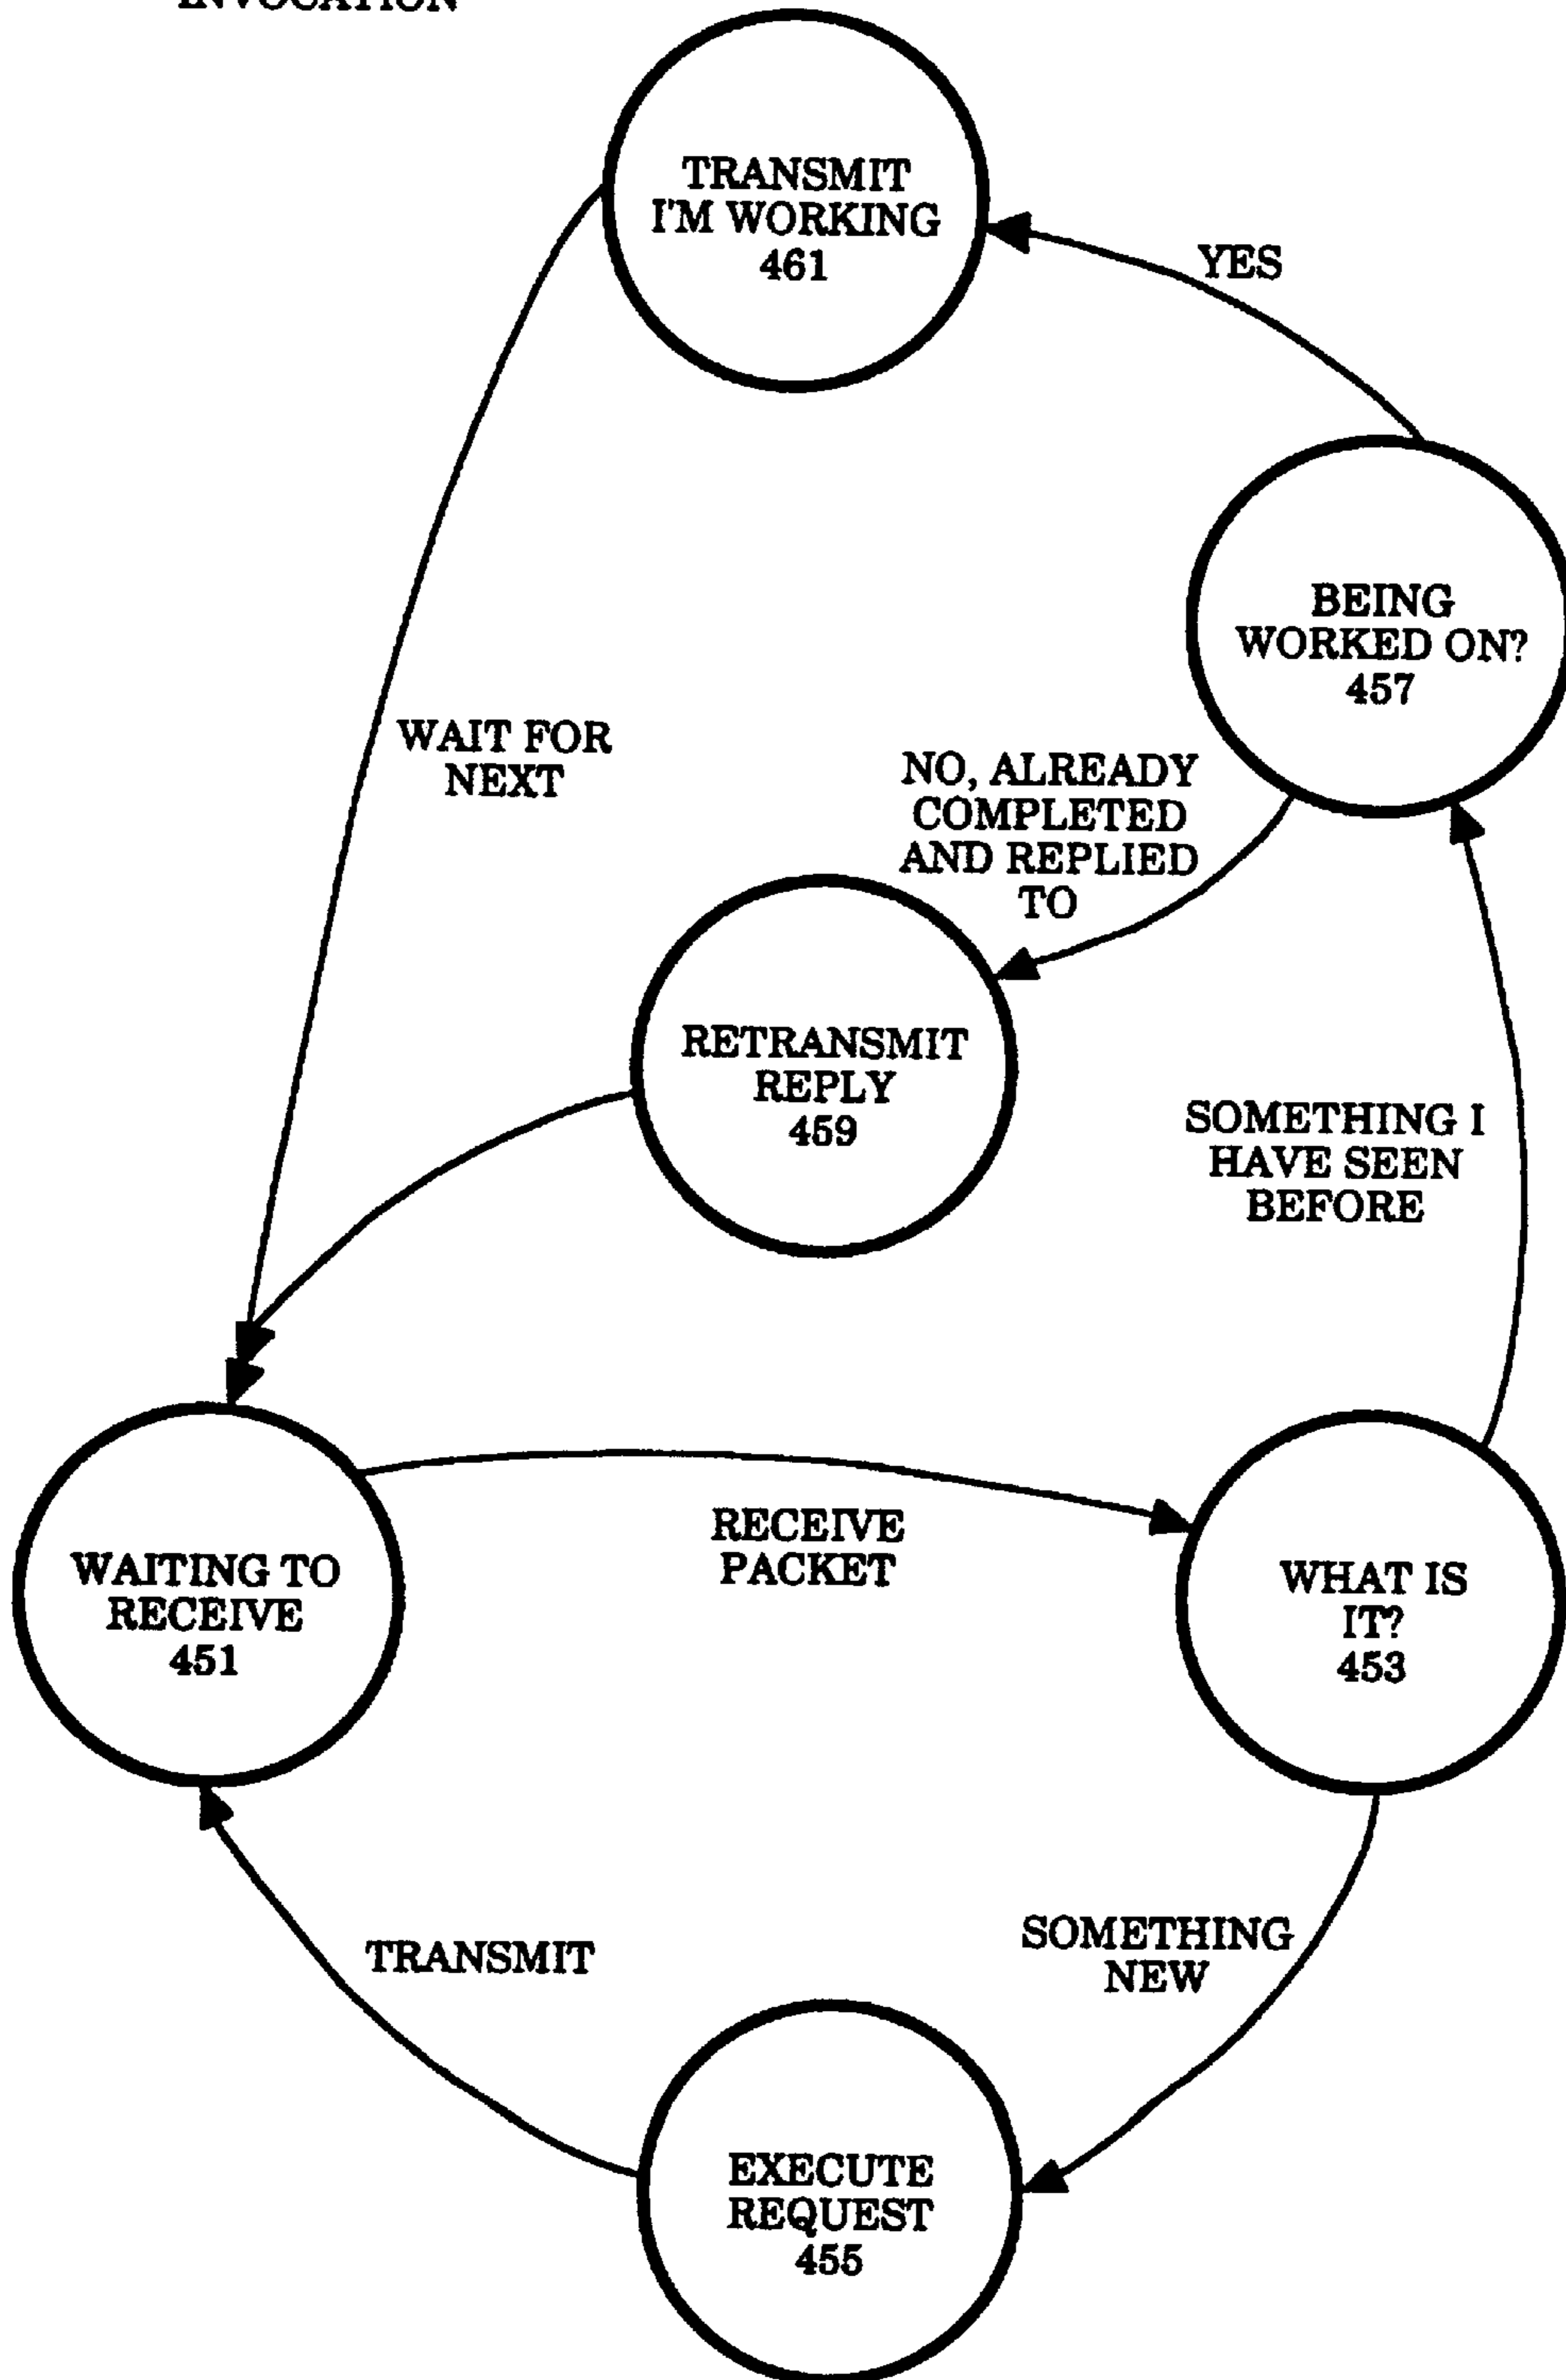 INVOCATION
TRANSMIT
I'M WORKING
461
YES
BEING
WORKED ON?
457
WAIT FOR
NEXT
NO, ALREADY
COMPLETED
AND REPLIED
TO
RETRANSMIT
REPLY
459
SOMETHING I
HAVE SEEN
BEFORE
RECEIVE
PACKET
WAITING TO
RECEIVE
451
WHAT IS
IT?
453
TRANSMIT
SOMETHING
NEW
EXECUTE
REQUEST
455